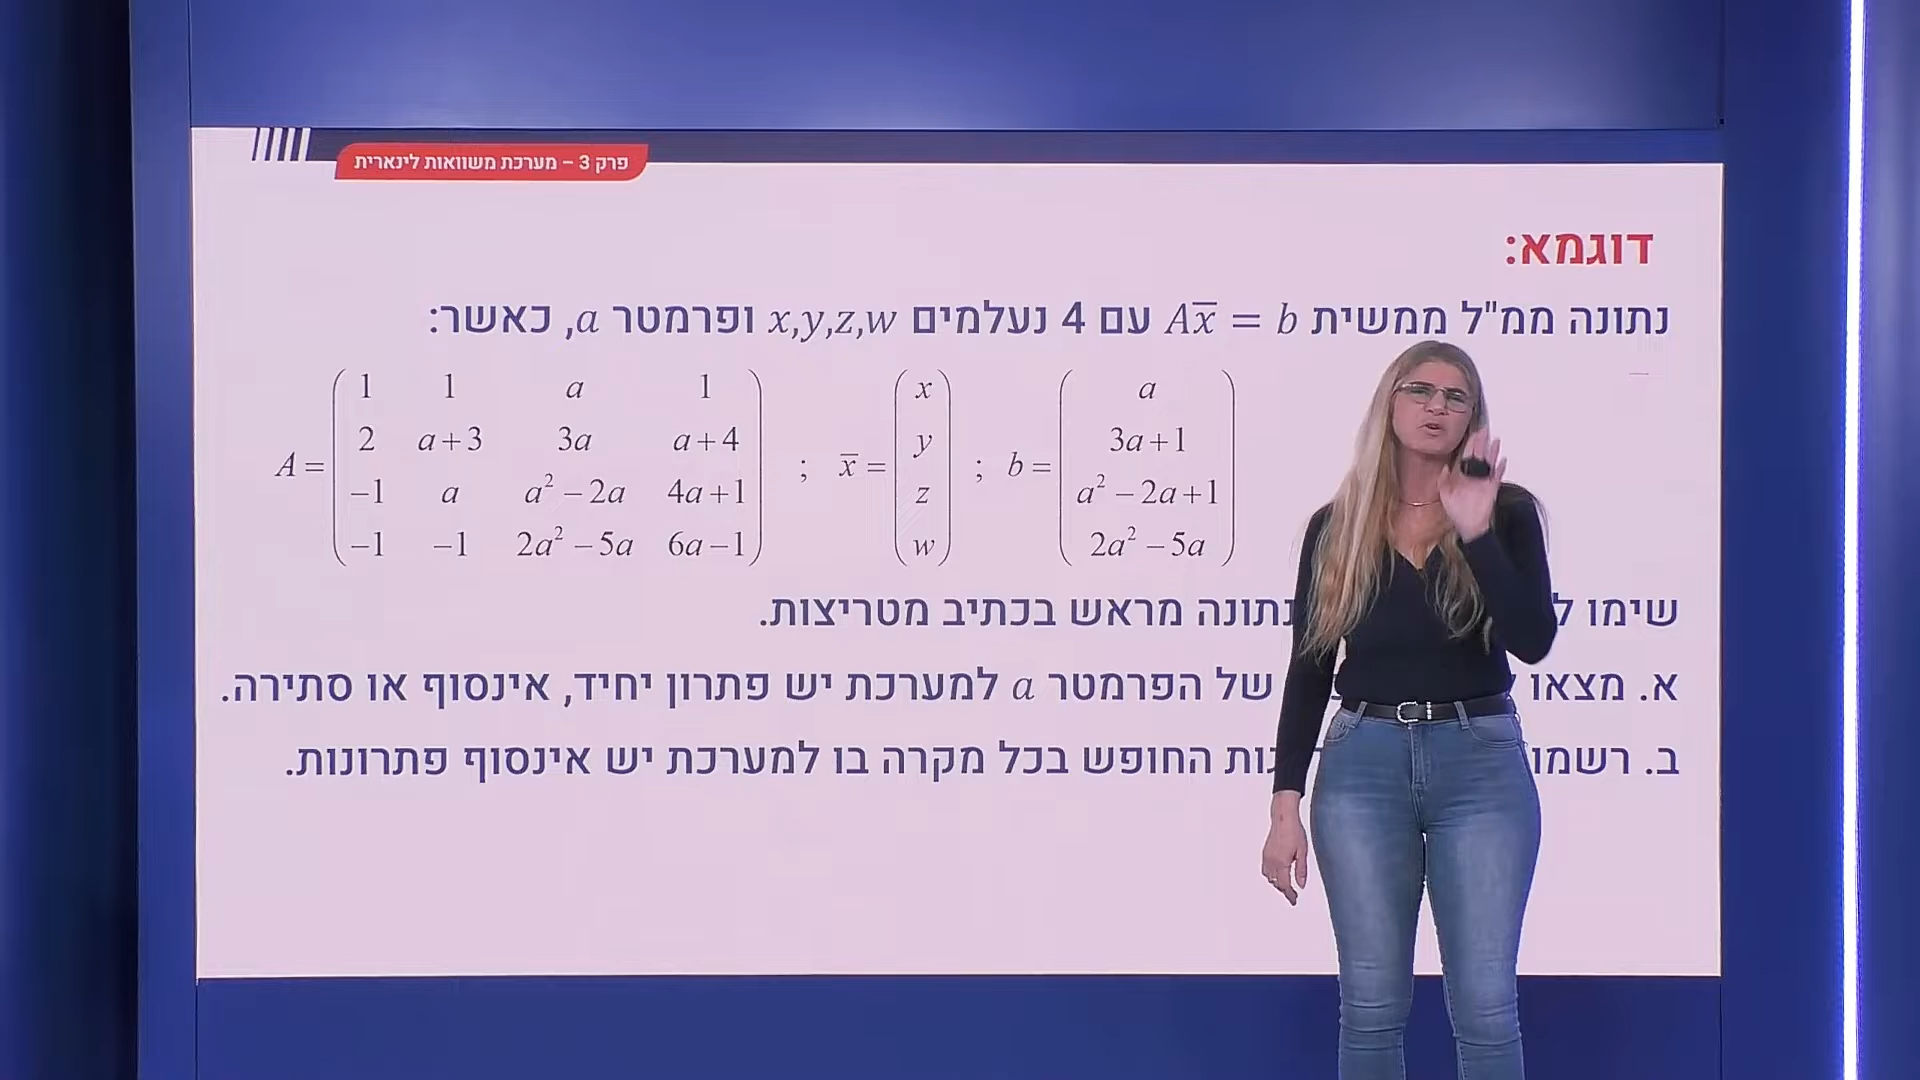 פרק 3 – מערכת משוואות לינארית
דוגמא:
נתונה ממ"ל ממשית Ax̅ = b עם 4 נעלמים x,y,z,w ופרמטר a, כאשר:
A = ( 1 1 a 1 ; x̅ = ( x ; b = ( a
2 a+3 3a a+4 y 3a+1
−1 a a² − 2a 4a+1 z a² − 2a+1
−1 −1 2a² − 5a 6a−1 ) w ) 2a² − 5a )
שימו נתונה מראש בכתיב מטריצות.
א. מצאו של הפרמטר a למערכת יש פתרון יחיד, אינסוף או סתירה.
ב. רשמו החופש בכל מקרה בו למערכת יש אינסוף פתרונות.